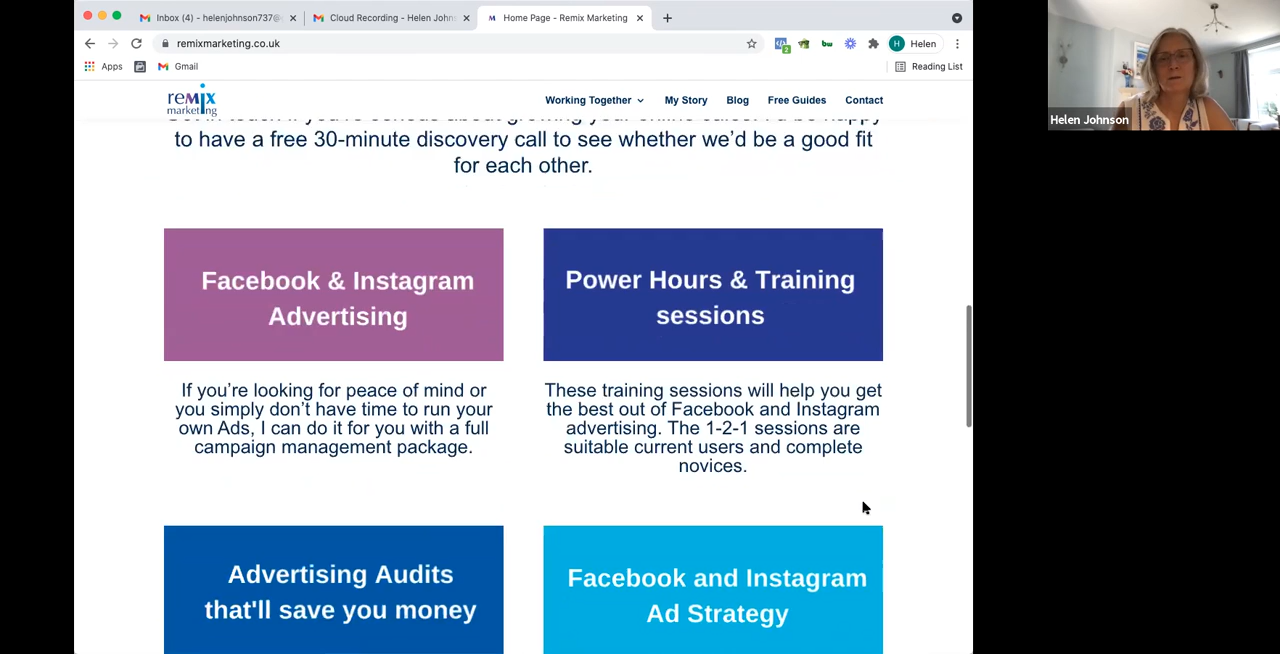 Inbox (4) - helenjohnson737@
Cloud Recording - Helen John
Home Page - Remix Marketing
remixmarketing.co.uk
2
H Helen
Apps
Gmail
Reading List
remix
marketing
Working Together
My Story
Blog
Free Guides
Contact
to have a free 30-minute discovery call to see whether we’d be a good fit
for each other.
Facebook & Instagram
Advertising
Power Hours & Training
sessions
If you’re looking for peace of mind or
you simply don’t have time to run your
own Ads, I can do it for you with a full
campaign management package.
These training sessions will help you get
the best out of Facebook and Instagram
advertising. The 1-2-1 sessions are
suitable current users and complete
novices.
Advertising Audits
that'll save you money
Facebook and Instagram
Ad Strategy
Helen Johnson